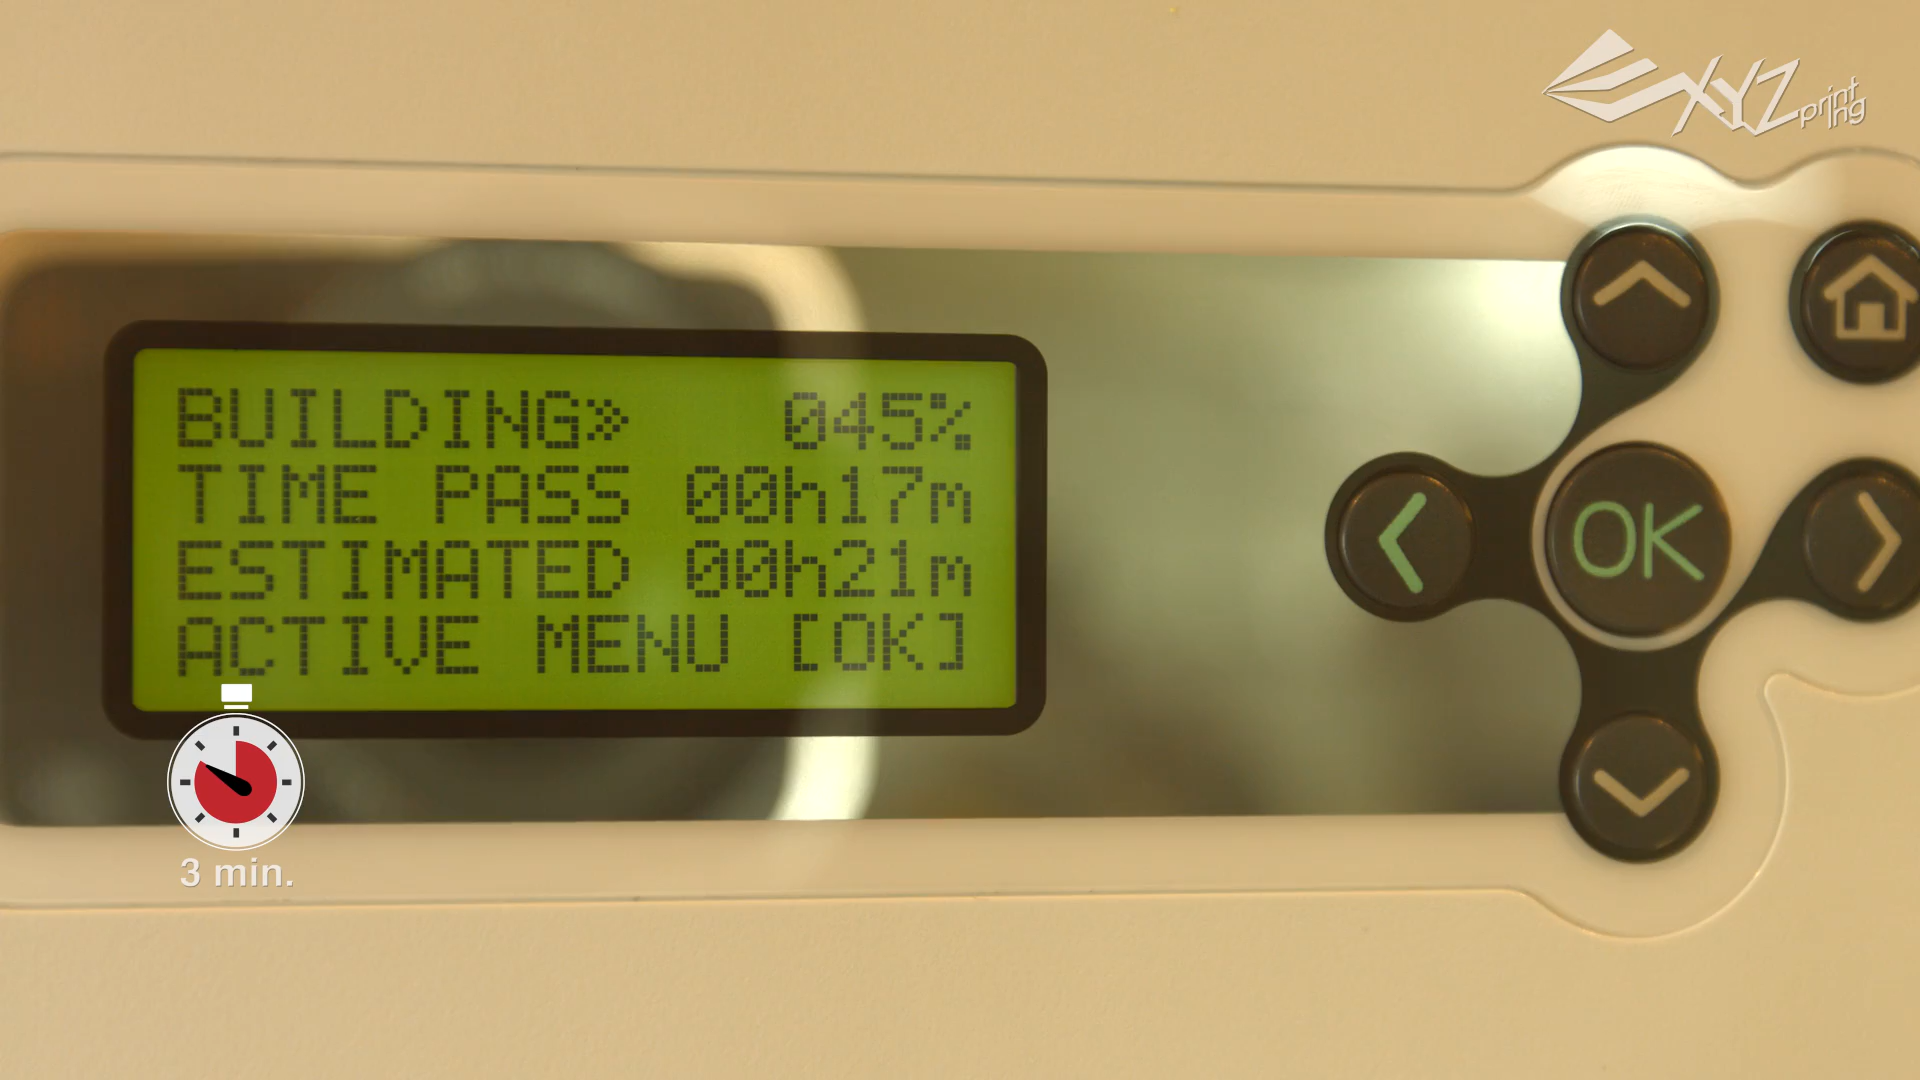 XYZprinting
BUILDING» 045%
TIME PASS 00h17m
ESTIMATED 00h21m
ACTIVE MENU [OK]
OK
3 min.